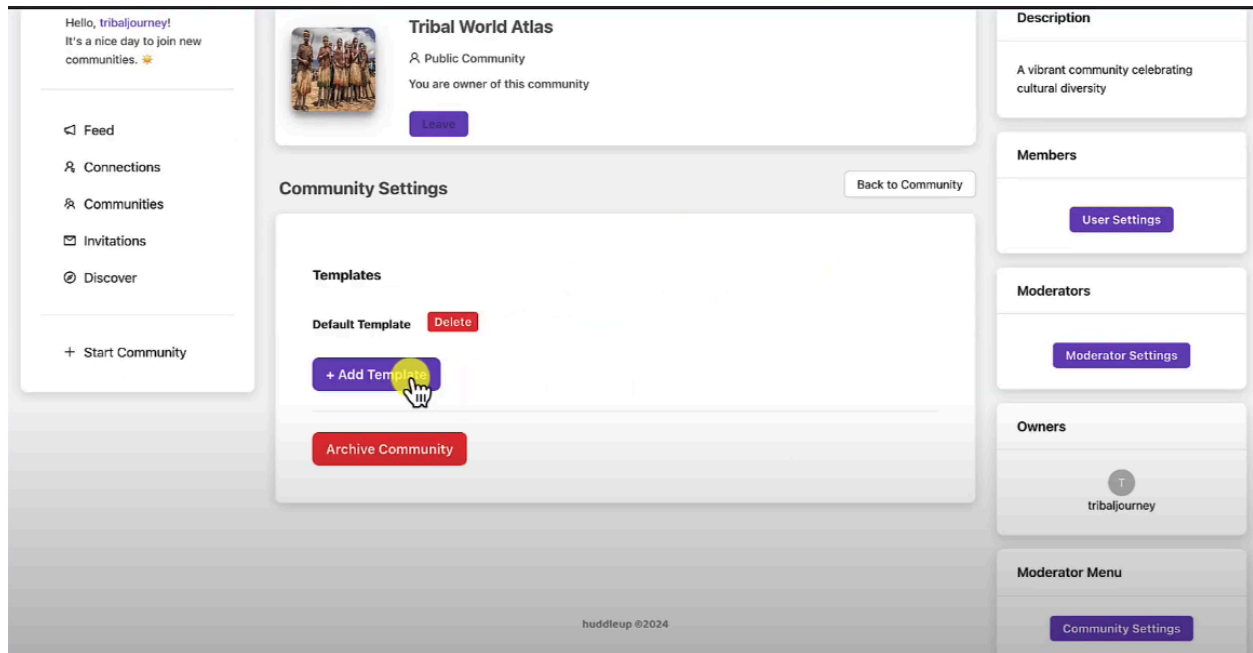 Hello, tribaljourney!
It's a nice day to join new
communities. ☀️
Feed
Connections
Communities
Invitations
Discover
+ Start Community
Tribal World Atlas
Public Community
You are owner of this community
Leave
Community Settings
Back to Community
Templates
Default Template Delete
+ Add Template
Archive Community
huddleup ©2024
Description
A vibrant community celebrating
cultural diversity
Members
User Settings
Moderators
Moderator Settings
Owners
T
tribaljourney
Moderator Menu
Community Settings